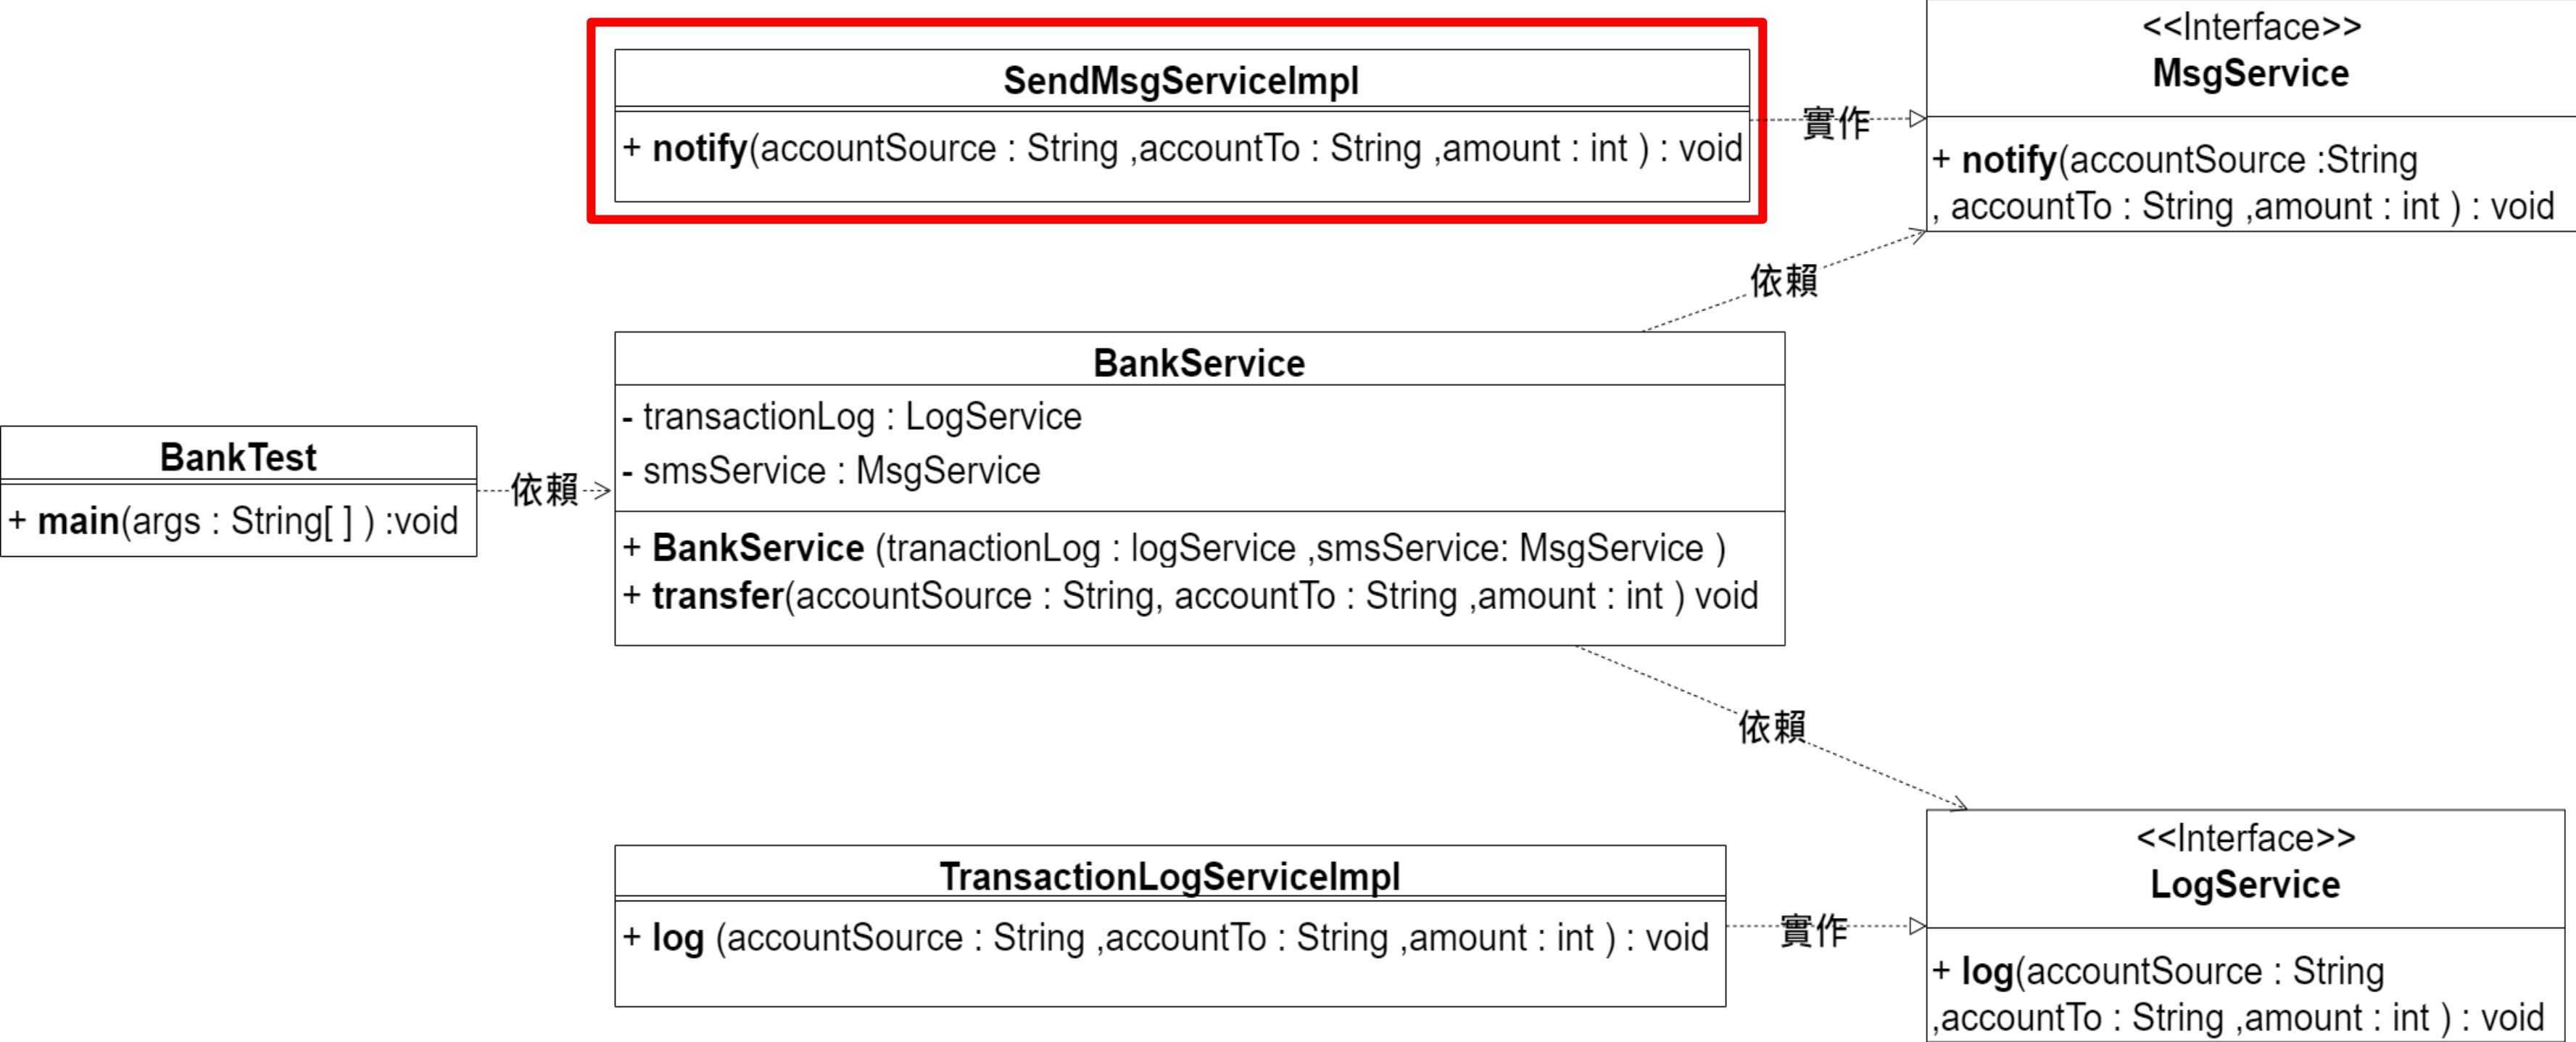 SendMsgServiceImpl
+ notify(accountSource : String ,accountTo : String ,amount : int ) : void
實作
<<Interface>>
MsgService
+ notify(accountSource :String
, accountTo : String ,amount : int ) : void
依賴
BankTest
+ main(args : String[ ] ) :void
依賴
BankService
- transactionLog : LogService
- smsService : MsgService
+ BankService (tranactionLog : logService ,smsService: MsgService )
+ transfer(accountSource : String, accountTo : String ,amount : int ) void
依賴
TransactionLogServiceImpl
+ log (accountSource : String ,accountTo : String ,amount : int ) : void
實作
<<Interface>>
LogService
+ log(accountSource : String
,accountTo : String ,amount : int ) : void